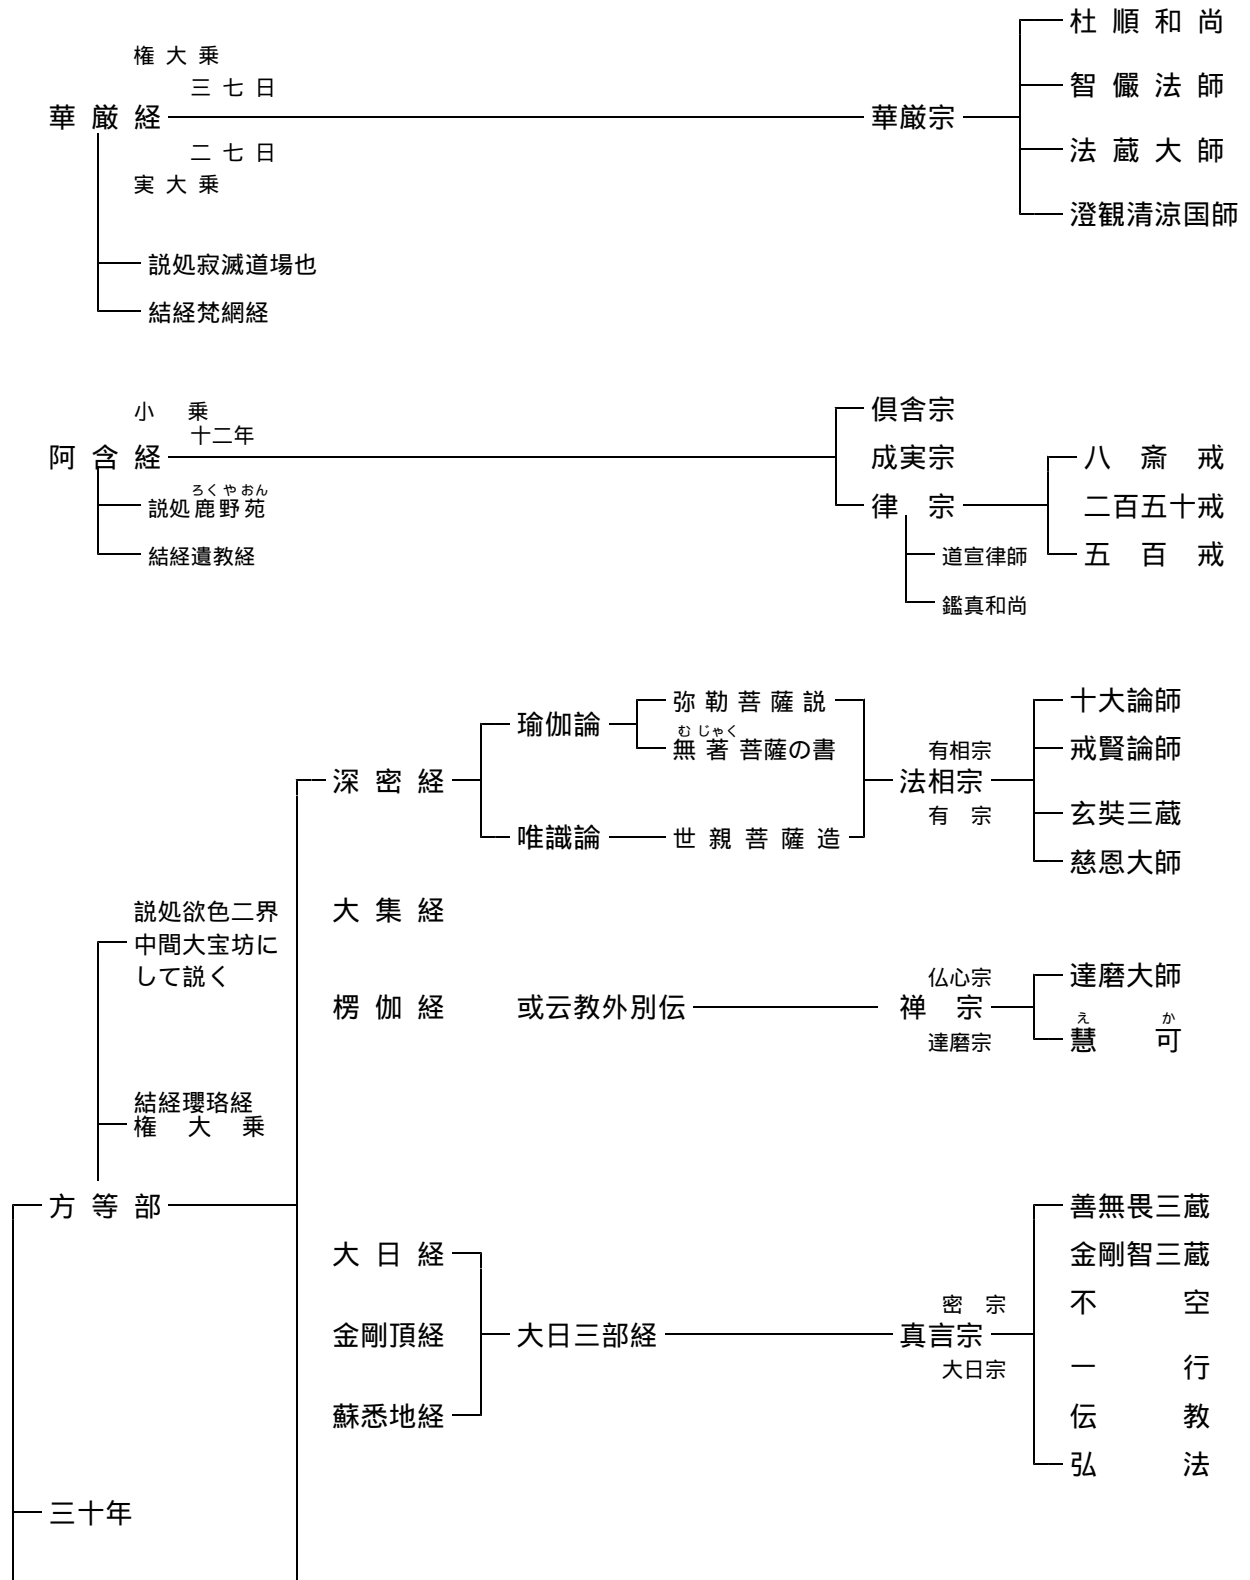 杜順和尚
権大乗
三七日
智儼法師
華厳経 華厳宗
二七日
法蔵大師
実大乗
澄観清涼国師
説処寂滅道場也
結経梵網経
小 乗
十二年
倶舎宗
阿含経 成実宗 八斎戒
ろくやおん
説処鹿野苑 律宗 二百五十戒
結経遺教経 道宣律師 五百戒
鑑真和尚
瑜伽論 弥勒菩薩説 十大論師
むじゃく
無著菩薩の書 有相宗 戒賢論師
深密経 法相宗
有宗 玄奘三蔵
唯識論 世親菩薩造
慈恩大師
説処欲色二界 大集経
中間大宝坊に
して説く 仏心宗 達磨大師
楞伽経 或云教外別伝 禅宗
えか
達磨宗 慧可
結経瓔珞経
権大乗
方等部 善無畏三蔵
大日経 金剛智三蔵
密宗 不空
金剛頂経 大日三部経 真言宗
大日宗 一行
蘇悉地経 伝教
弘法
三十年